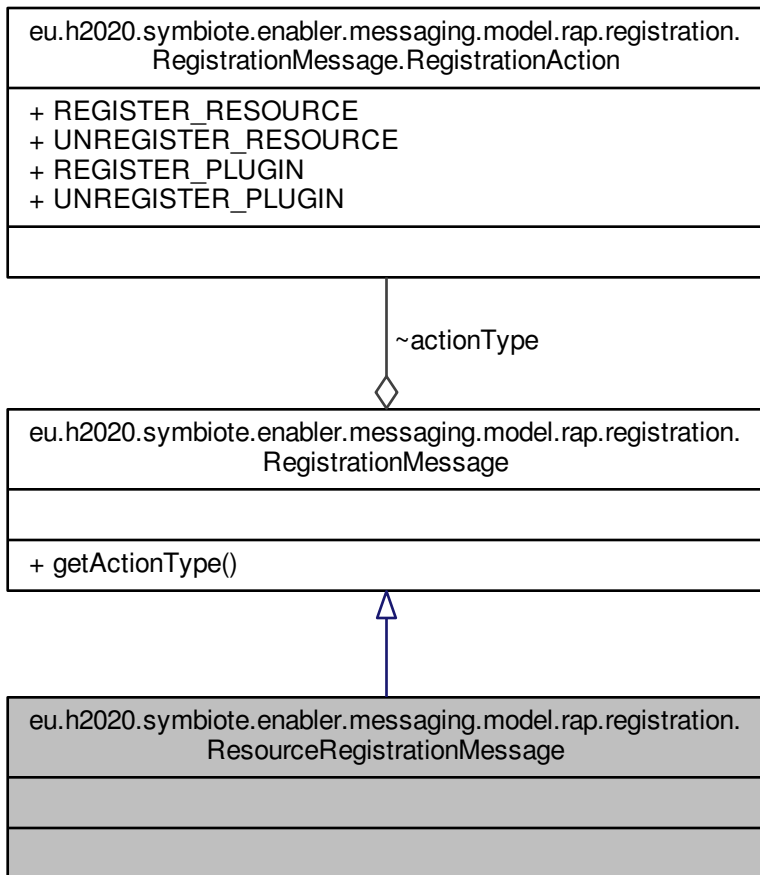 eu.h2020.symbiote.enabler.messaging.model.rap.registration.
RegistrationMessage.RegistrationAction
+ REGISTER_RESOURCE
+ UNREGISTER_RESOURCE
+ REGISTER_PLUGIN
+ UNREGISTER_PLUGIN
~actionType
eu.h2020.symbiote.enabler.messaging.model.rap.registration.
RegistrationMessage
+ getActionType()
eu.h2020.symbiote.enabler.messaging.model.rap.registration.
ResourceRegistrationMessage